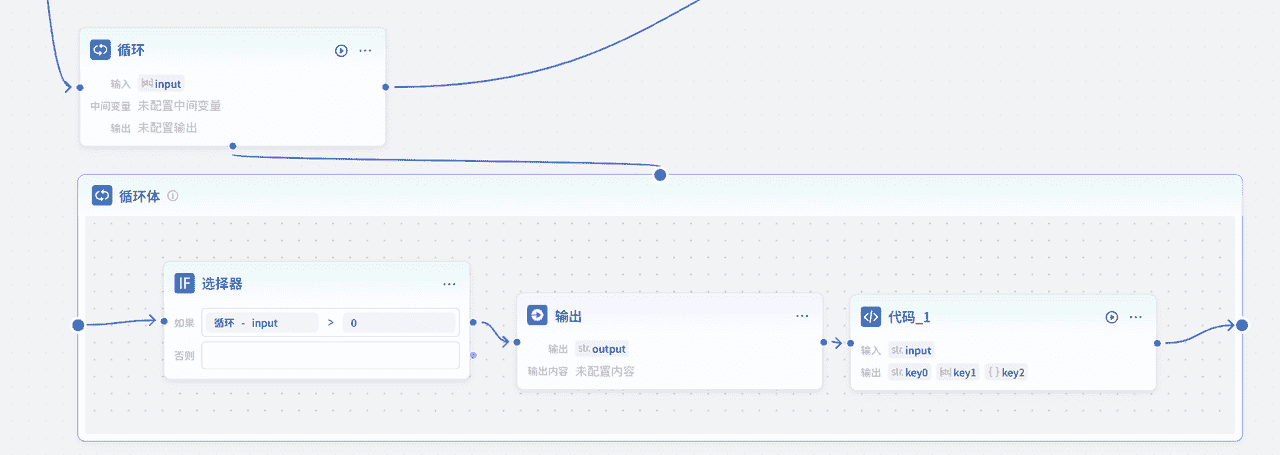 循环
输入 input
中间变量 未配置中间变量
输出 未配置输出
循环体
IF 选择器
如果 循环 - input > 0
否则
输出
输出 str. output
输出内容 未配置内容
代码_1
输入 str. input
输出 str. key0 key1 { } key2